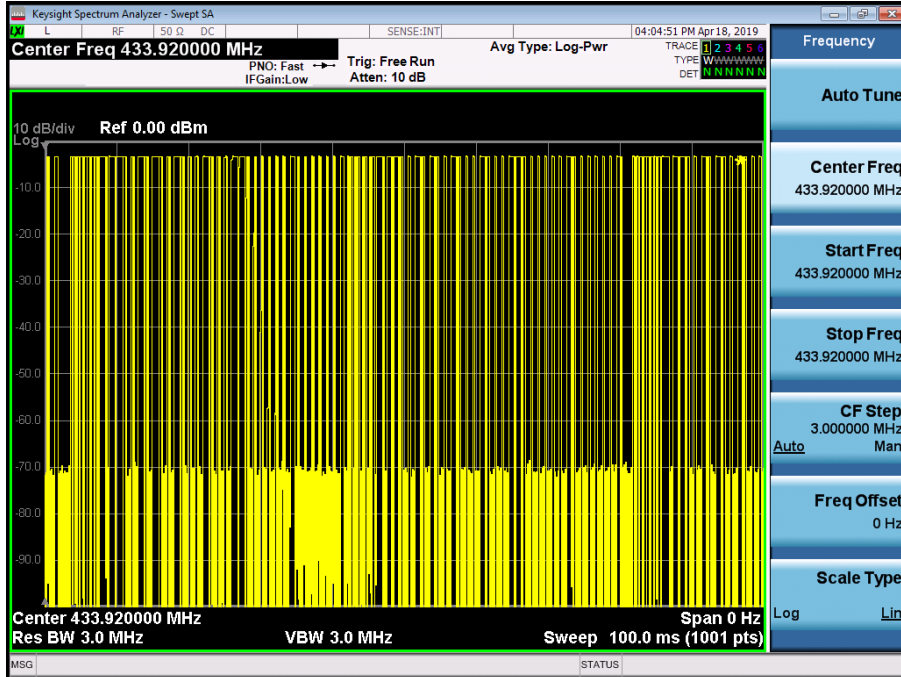 Keysight Spectrum Analyzer - Swept SA
LXI L RF 50 Ω DC SENSE:INT 04:04:51 PM Apr 18, 2019
Center Freq 433.920000 MHz
PNO: Fast
IFGain:Low
Trig: Free Run
Atten: 10 dB
Avg Type: Log-Pwr
TRACE 1 2 3 4 5 6
TYPE WWWWWW
DET N N N N N N
10 dB/div Ref 0.00 dBm
Log
-10.0
-20.0
-30.0
-40.0
-50.0
-60.0
-70.0
-80.0
-90.0
Center 433.920000 MHz Span 0 Hz
Res BW 3.0 MHz VBW 3.0 MHz Sweep 100.0 ms (1001 pts)
MSG STATUS
Frequency
Auto Tune
Center Freq
433.920000 MHz
Start Freq
433.920000 MHz
Stop Freq
433.920000 MHz
CF Step
3.000000 MHz
Auto Man
Freq Offset
0 Hz
Scale Type
Log Lin